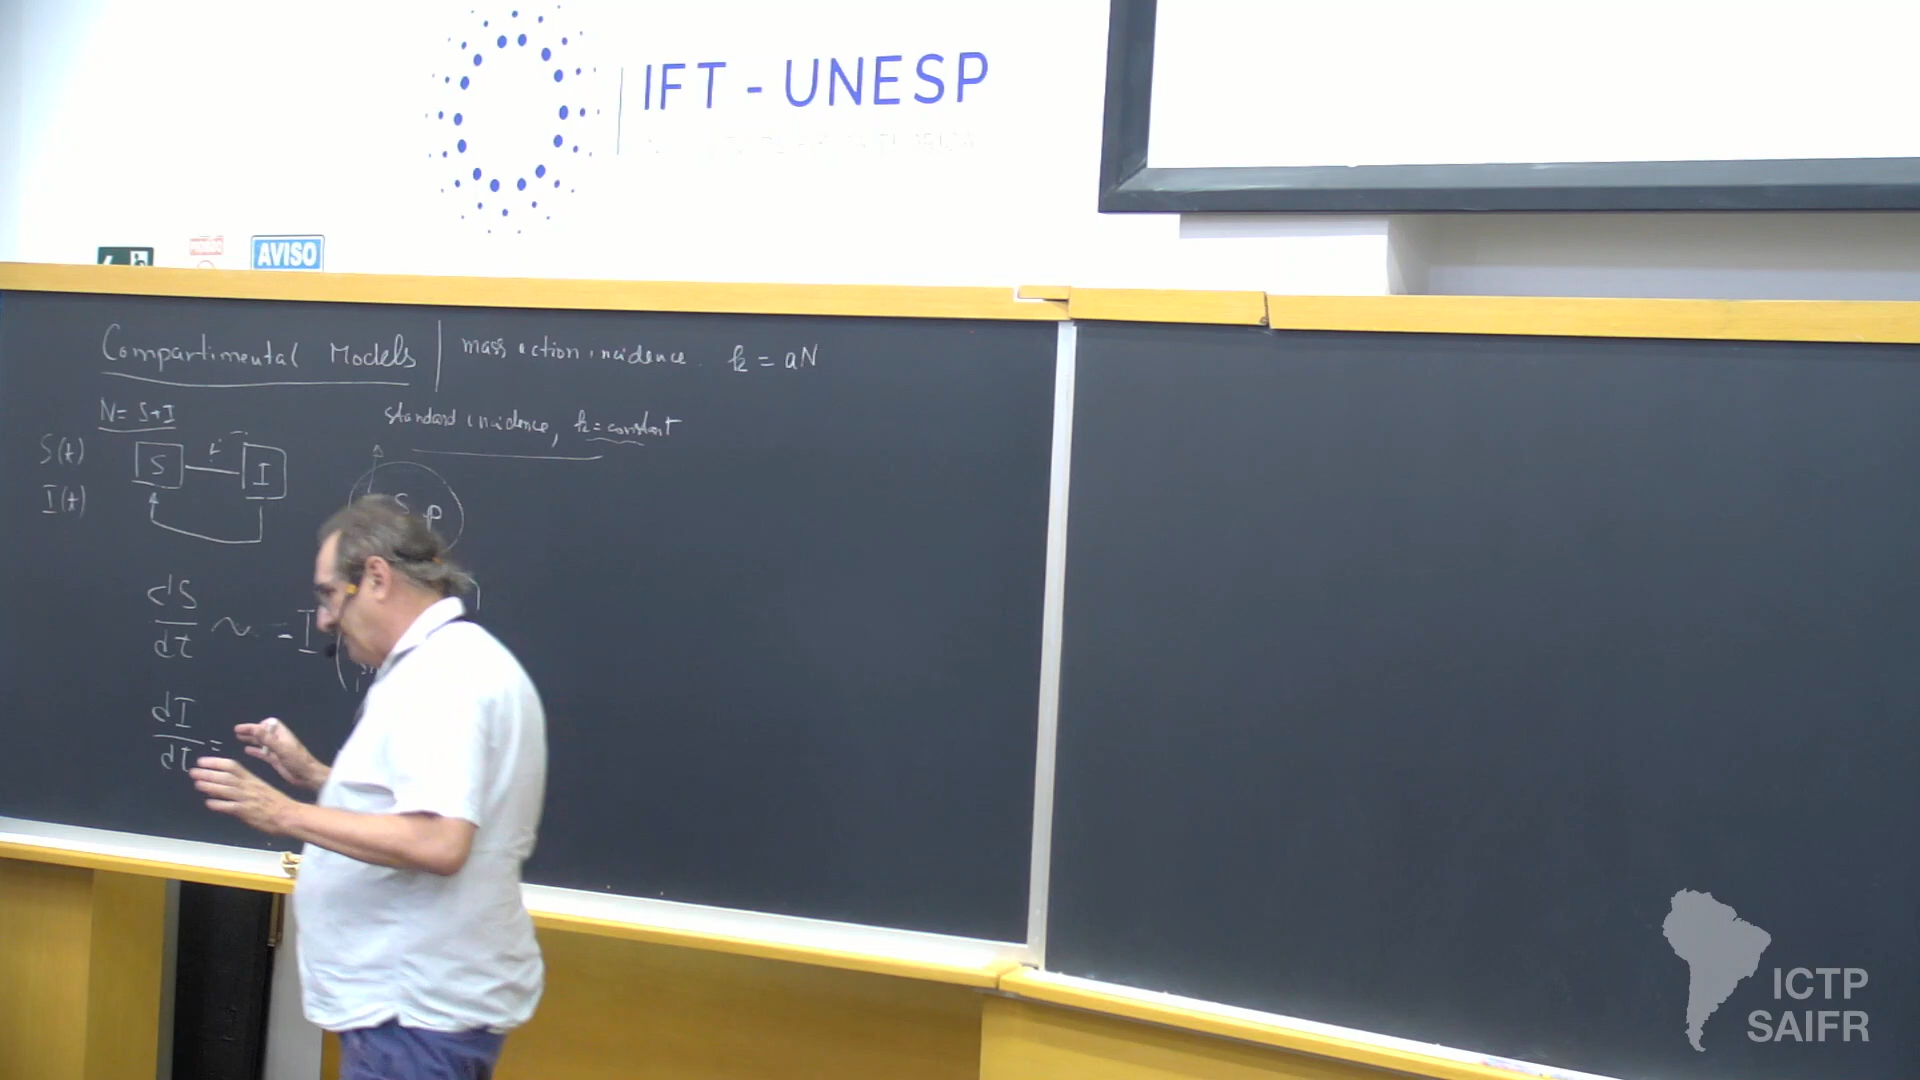 IFT - UNESP
AVISO
Compartimental Models
mass action incidence k = aN
N = S+I
standard incidence, k = constant
S(t)
S
I
I(t)
S p
dS
dt ~ - I
dI
dt =
ICTP
SAIFR